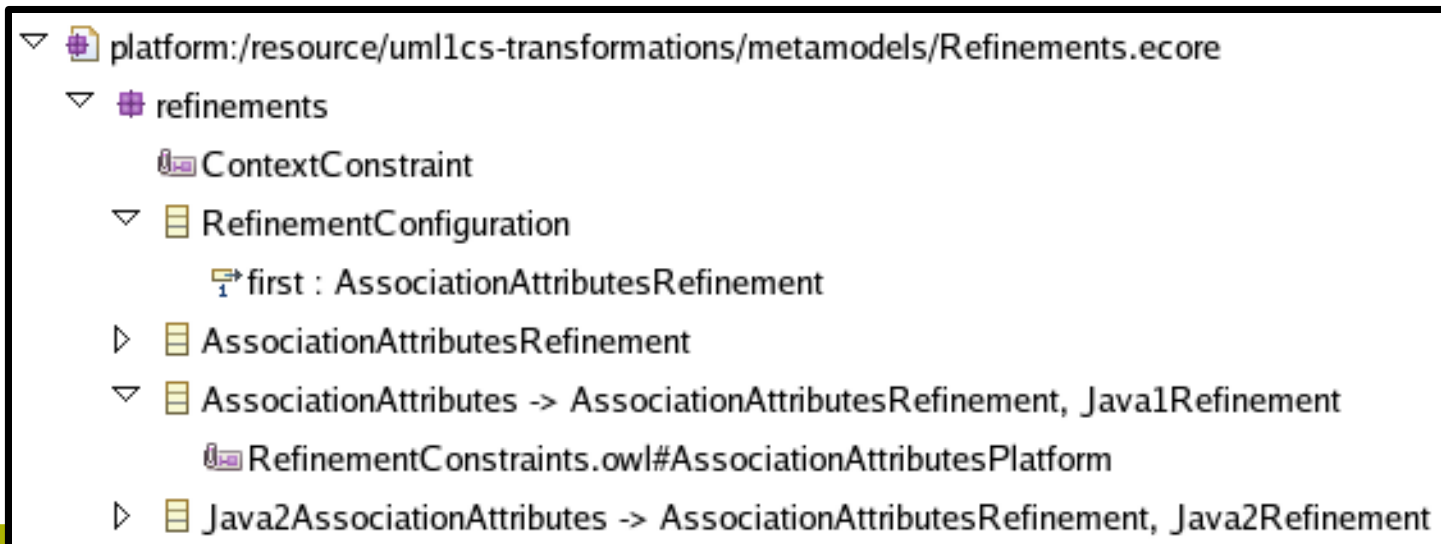 platform:/resource/uml1cs-transformations/metamodels/Refinements.ecore
refinements
ContextConstraint
RefinementConfiguration
first : AssociationAttributesRefinement
AssociationAttributesRefinement
AssociationAttributes -> AssociationAttributesRefinement, Java1Refinement
RefinementConstraints.owl#AssociationAttributesPlatform
Java2AssociationAttributes -> AssociationAttributesRefinement, Java2Refinement